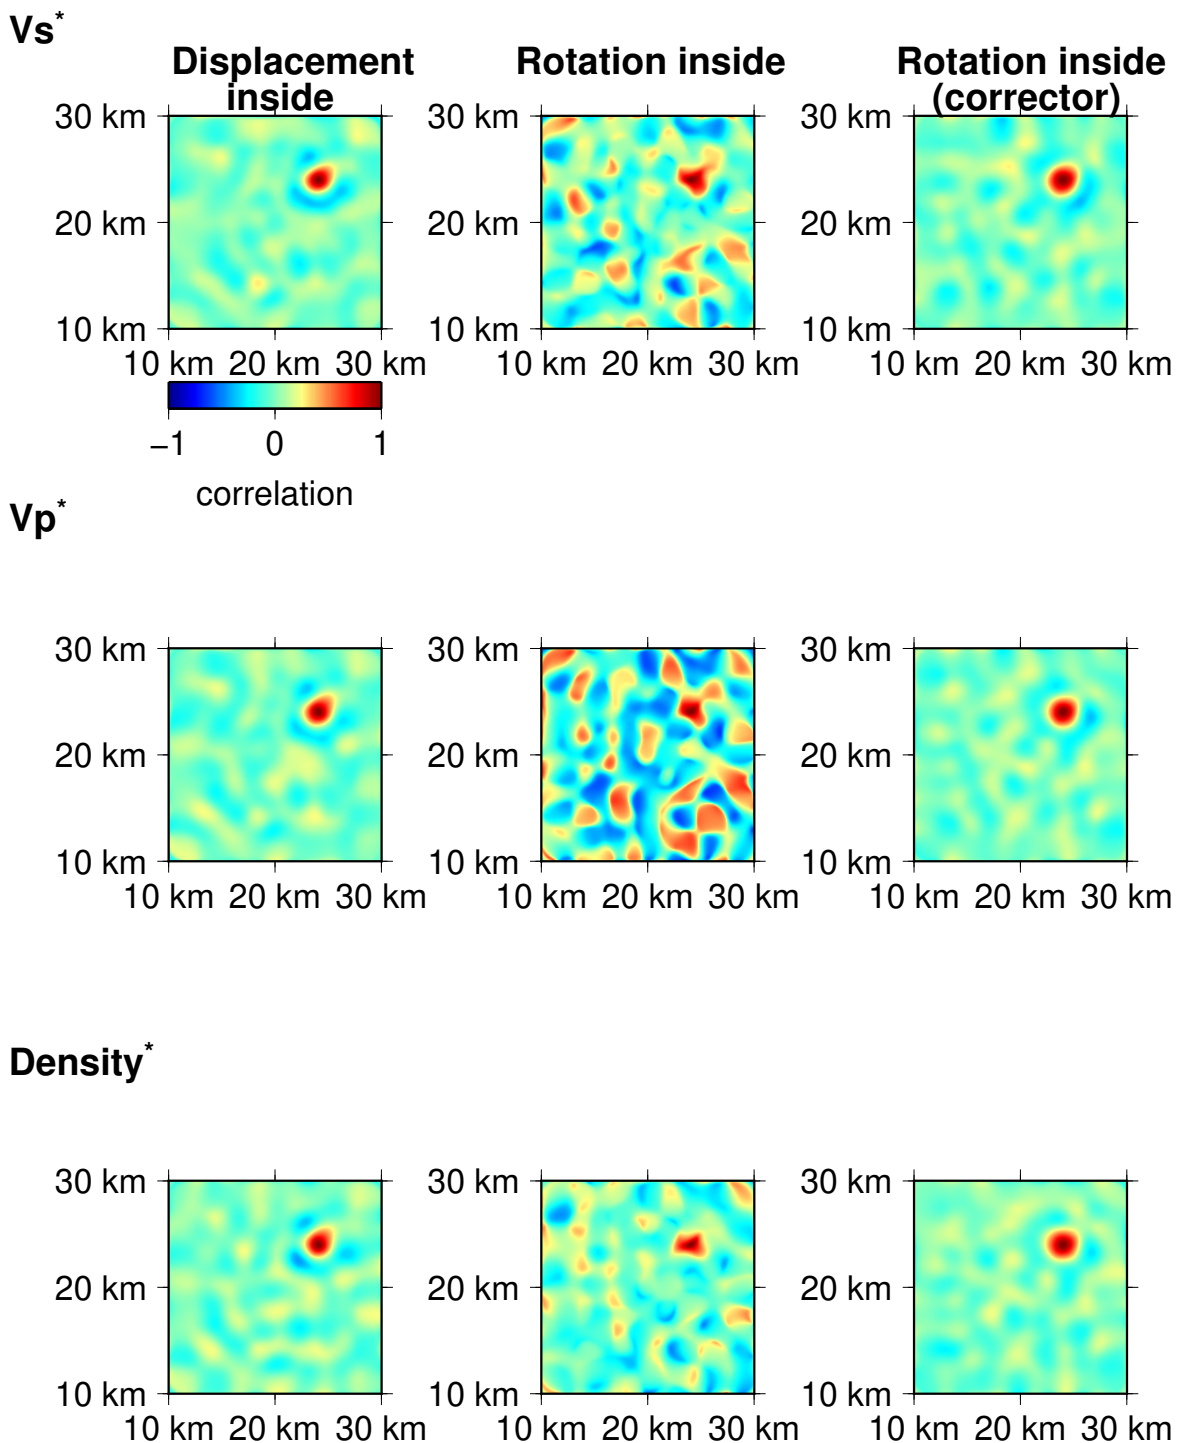 Vs*
Displacement Rotation inside Rotation inside
inside (corrector)
30 km 30 km 30 km
20 km 20 km 20 km
10 km 10 km 10 km
10 km 20 km 30 km 10 km 20 km 30 km 10 km 20 km 30 km
−1 0 1
correlation
Vp*
30 km 30 km 30 km
20 km 20 km 20 km
10 km 10 km 10 km
10 km 20 km 30 km 10 km 20 km 30 km 10 km 20 km 30 km
Density*
30 km 30 km 30 km
20 km 20 km 20 km
10 km 10 km 10 km
10 km 20 km 30 km 10 km 20 km 30 km 10 km 20 km 30 km